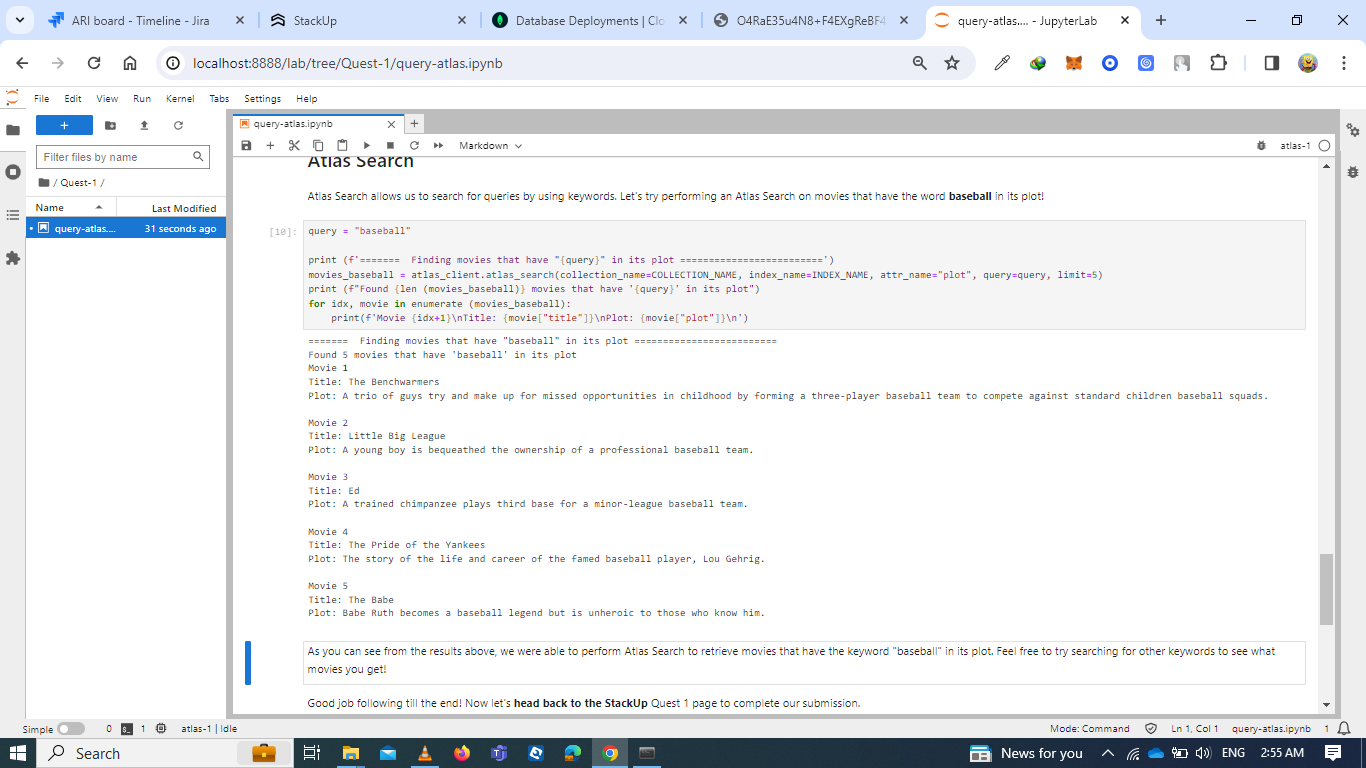 ARI board - Timeline - Jira
StackUp
Database Deployments | Clo
O4RaE35u4N8+F4EXgReBF4
query-atlas.... - JupyterLab
localhost:8888/lab/tree/Quest-1/query-atlas.ipynb
File Edit View Run Kernel Tabs Settings Help
query-atlas.ipynb
Filter files by name
Markdown
atlas-1
/ Quest-1 /
Name Last Modified
query-atlas.... 31 seconds ago
Atlas Search
Atlas Search allows us to search for queries by using keywords. Let's try performing an Atlas Search on movies that have the word baseball in its plot!
[10]: query = "baseball"
print (f'=======  Finding movies that have "{query}" in its plot =========================')
movies_baseball = atlas_client.atlas_search(collection_name=COLLECTION_NAME, index_name=INDEX_NAME, attr_name="plot", query=query, limit=5)
print (f"Found {len (movies_baseball)} movies that have '{query}' in its plot")
for idx, movie in enumerate (movies_baseball):
    print(f'Movie {idx+1}\nTitle: {movie["title"]}\nPlot: {movie["plot"]}\n')
=======  Finding movies that have "baseball" in its plot =========================
Found 5 movies that have 'baseball' in its plot
Movie 1
Title: The Benchwarmers
Plot: A trio of guys try and make up for missed opportunities in childhood by forming a three-player baseball team to compete against standard children baseball squads.
Movie 2
Title: Little Big League
Plot: A young boy is bequeathed the ownership of a professional baseball team.
Movie 3
Title: Ed
Plot: A trained chimpanzee plays third base for a minor-league baseball team.
Movie 4
Title: The Pride of the Yankees
Plot: The story of the life and career of the famed baseball player, Lou Gehrig.
Movie 5
Title: The Babe
Plot: Babe Ruth becomes a baseball legend but is unheroic to those who know him.
As you can see from the results above, we were able to perform Atlas Search to retrieve movies that have the keyword "baseball" in its plot. Feel free to try searching for other keywords to see what
movies you get!
Good job following till the end! Now let's head back to the StackUp Quest 1 page to complete our submission.
Simple 0 1 atlas-1 | Idle Mode: Command Ln 1, Col 1 query-atlas.ipynb 1
Search
News for you
ENG
2:55 AM